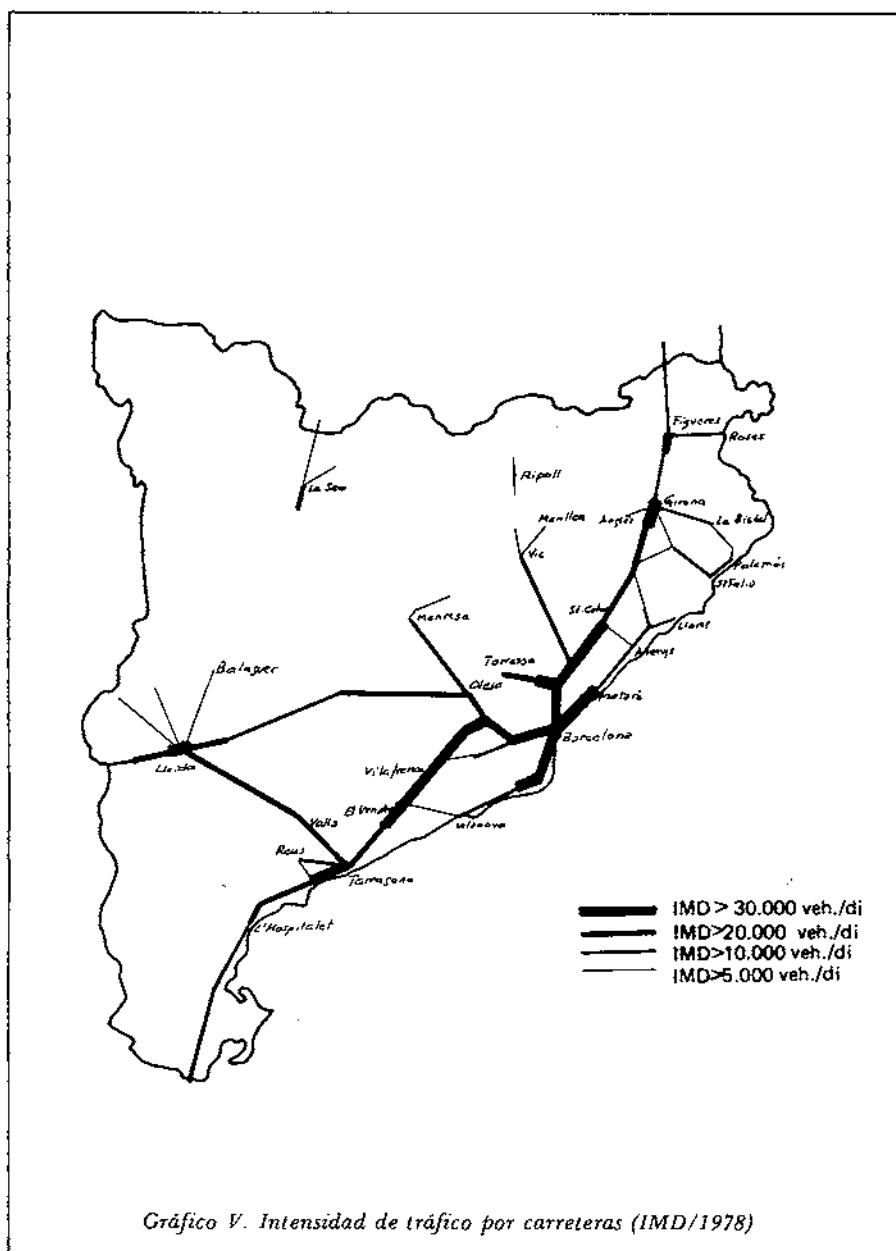 Figueres
Roses
La Seu
Ripoll
Girona
Manlleu
Anglès
La Bisbal
Vic
Palamós
St Feliu
Manresa
St. Celoni
Llans
Arenys
Terrassa
Balaguer
Olesa
Mataró
Barcelona
Lleida
Vilafranca
El Vendr
Valls
Vilanova
Reus
Tarragona
L'Hospitalet
IMD > 30.000 veh./di
IMD>20.000 veh./di
IMD>10.000 veh./di
IMD>5.000 veh./di
Gráfico V. Intensidad de tráfico por carreteras (IMD/1978)